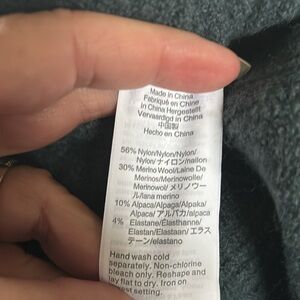 Made in China
Fabriqué en Chine
in China Hergestellt
Vervaardigd in China
中国製
Hecho en China
56% Nylon/Nylon/Nylon/
Nylon/ナイロン/nailon
30% Merino Wool/Laine De
Merinos/Merinowolle/
Merinowol/ メリノウー
ル/lana merino
10% Alpaca/Alpaga/Alpaka/
Alpaca/ アルパカ/alpaca
4% Elastane/Élasthanne/
Elastan/Elastaan/ エラス
テーン/elastano
Hand wash cold
separately. Non-chlorine
bleach only. Reshape and
lay flat to dry. Iron on
setting.